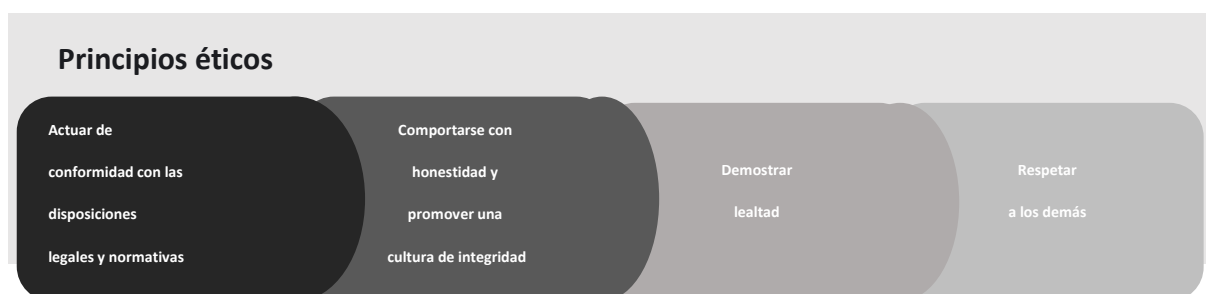 Principios éticos
Actuar de
conformidad con las
disposiciones
legales y normativas
Comportarse con
honestidad y
promover una
cultura de integridad
Demostrar
lealtad
Respetar
a los demás